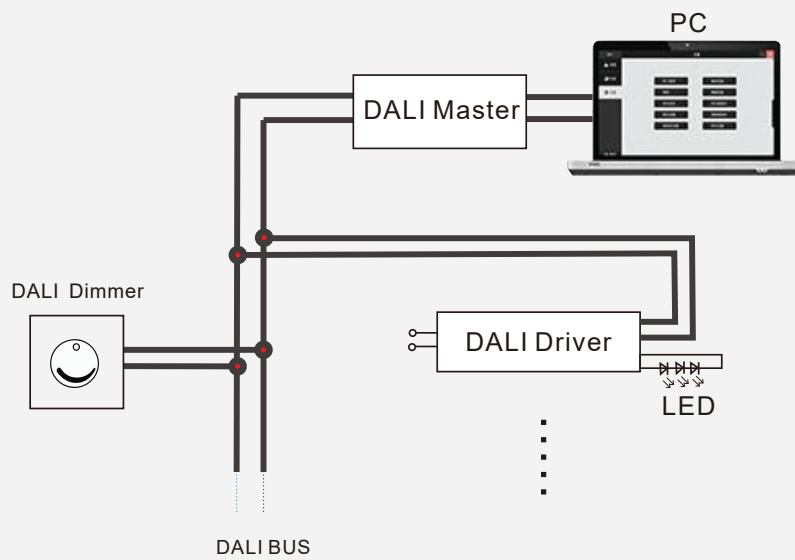 PC
DALI Master
DALI Dimmer
DALI Driver
LED
DALI BUS